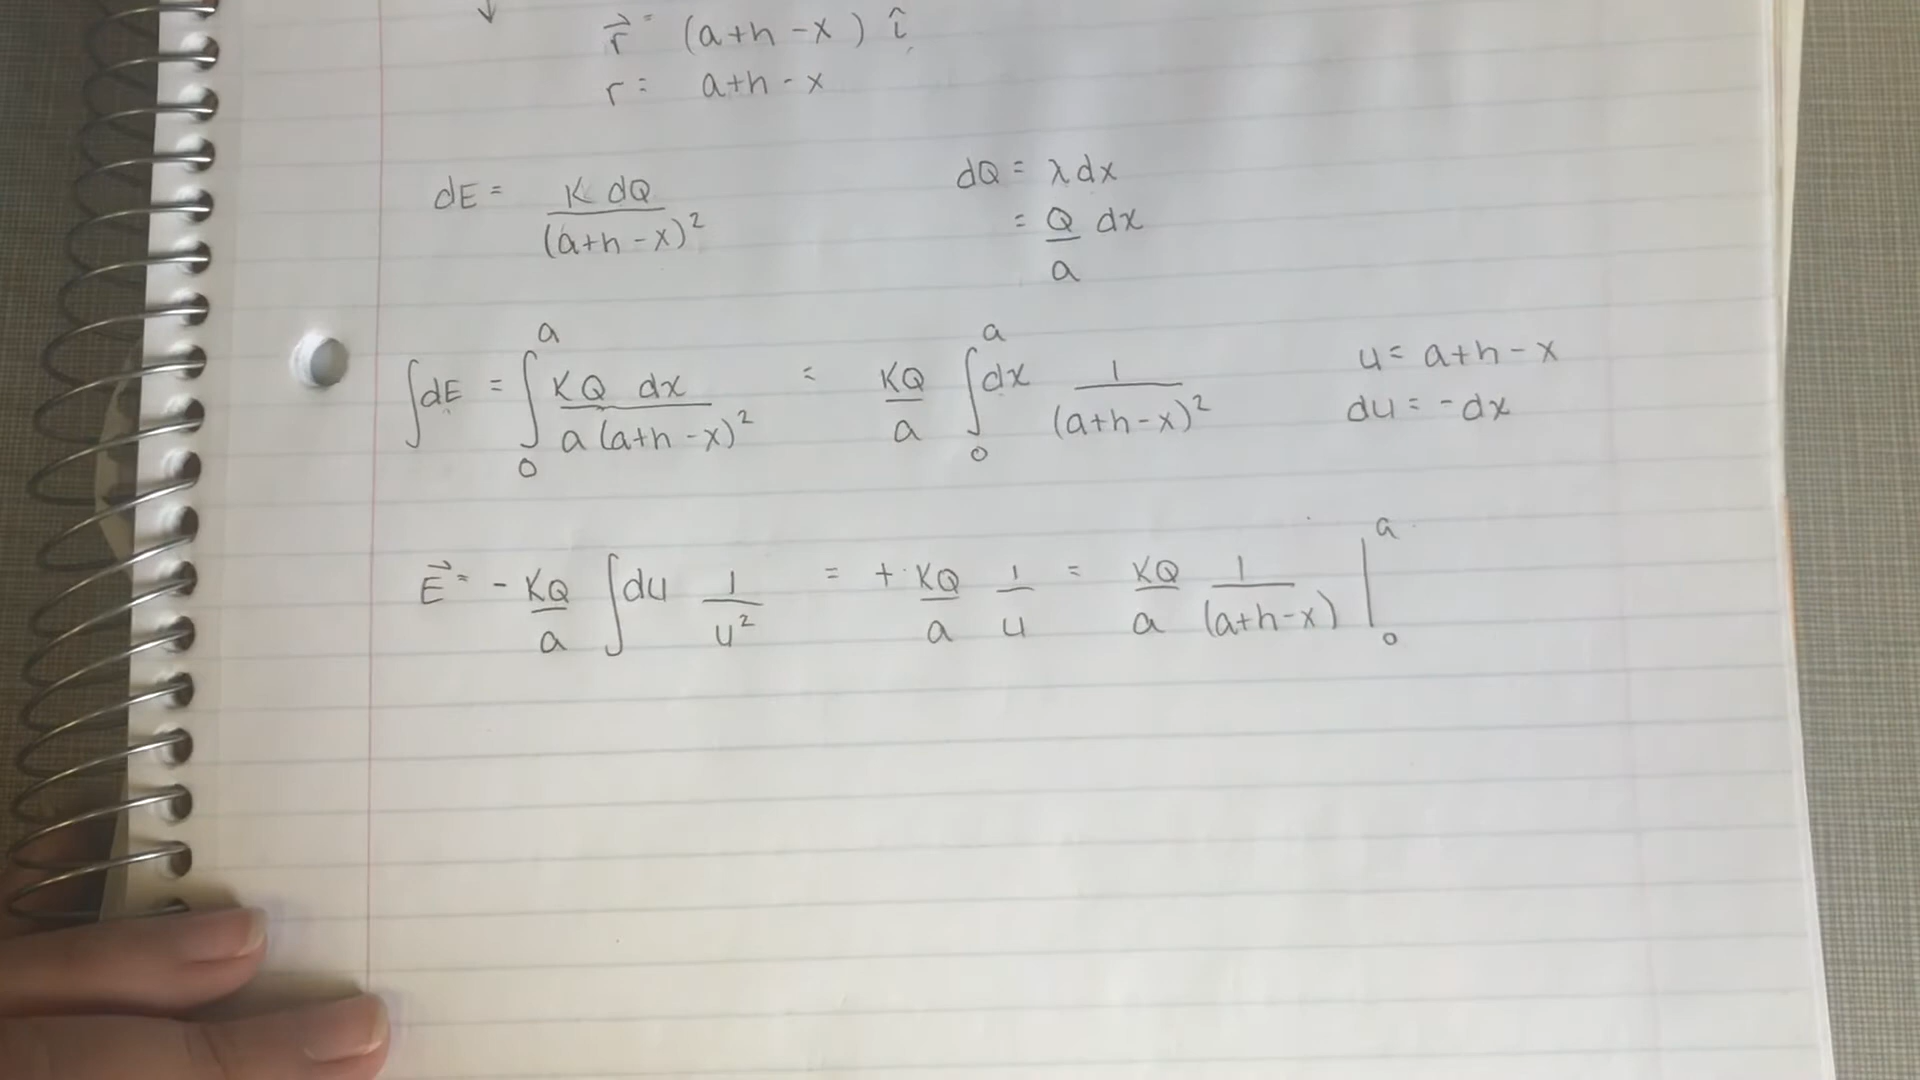 r⃗ = (a+h-x) î
r = a+h-x
dE = K dQ / (a+h-x)² dQ = λdx
= Q/a dx
∫dE = ∫₀ᵃ KQ dx / a(a+h-x)² = KQ/a ∫₀ᵃ dx 1/(a+h-x)² u = a+h-x
du = -dx
E⃗ = -KQ/a ∫du 1/u² = + KQ/a 1/u = KQ/a 1/(a+h-x) |₀ᵃ